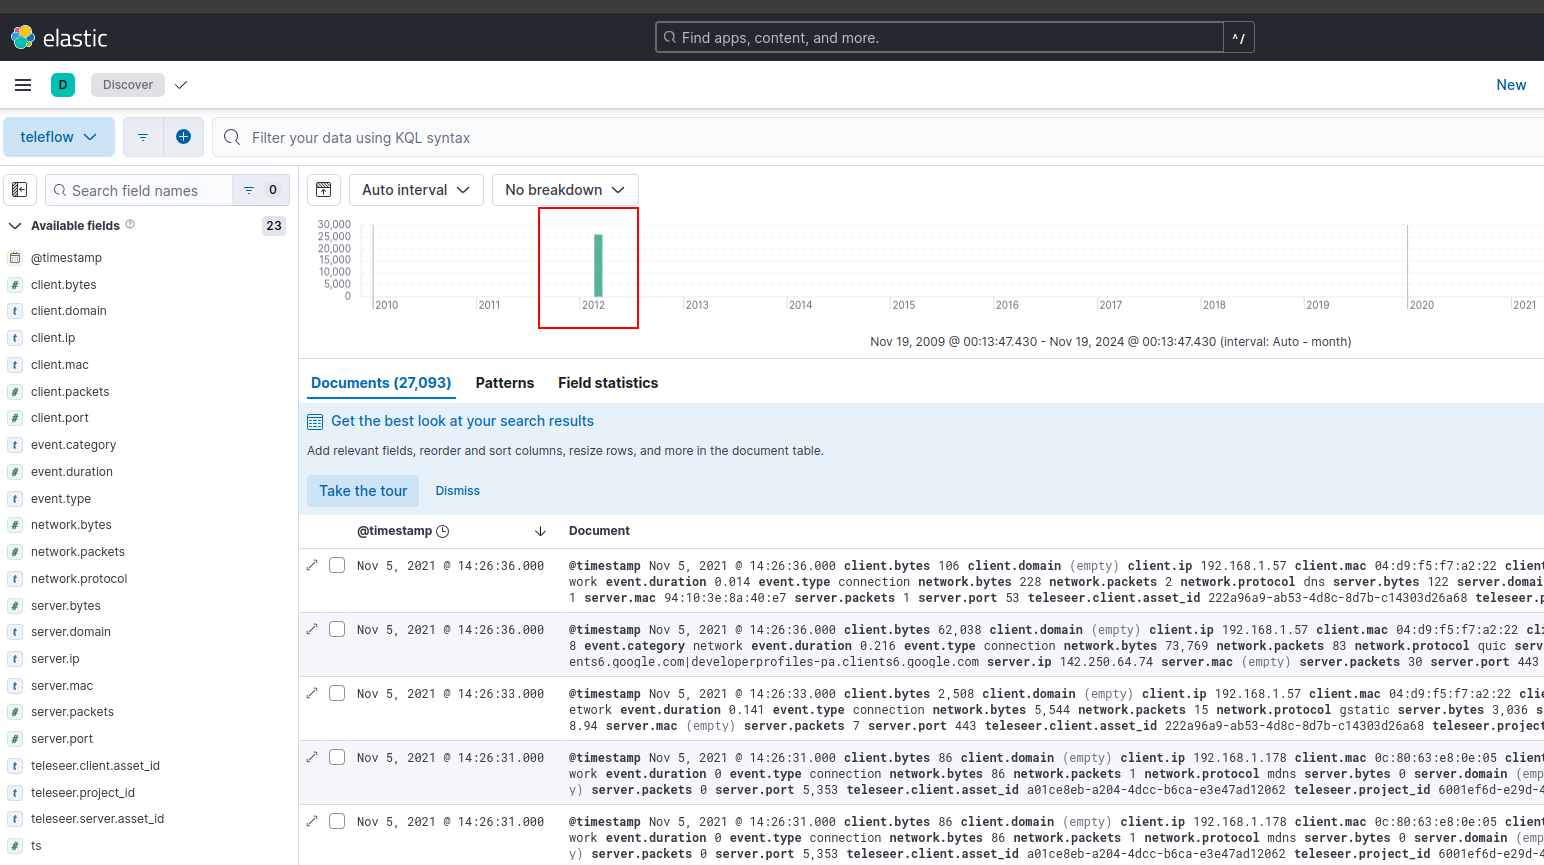 elastic
Find apps, content, and more.
^/
D
Discover
New
teleflow
Filter your data using KQL syntax
Search field names
0
Auto interval
No breakdown
Available fields
23
@timestamp
client.bytes
client.domain
client.ip
client.mac
client.packets
client.port
event.category
event.duration
event.type
network.bytes
network.packets
network.protocol
server.bytes
server.domain
server.ip
server.mac
server.packets
server.port
teleseer.client.asset_id
teleseer.project_id
teleseer.server.asset_id
ts
30,000
25,000
20,000
15,000
10,000
5,000
0
2010 2011 2012 2013 2014 2015 2016 2017 2018 2019 2020 2021
Nov 19, 2009 @ 00:13:47.430 - Nov 19, 2024 @ 00:13:47.430 (interval: Auto - month)
Documents (27,093) Patterns Field statistics
Get the best look at your search results
Add relevant fields, reorder and sort columns, resize rows, and more in the document table.
Take the tour Dismiss
@timestamp Document
Nov 5, 2021 @ 14:26:36.000 @timestamp Nov 5, 2021 @ 14:26:36.000 client.bytes 106 client.domain (empty) client.ip 192.168.1.57 client.mac 04:d9:f5:f7:a2:22 client
work event.duration 0.014 event.type connection network.bytes 228 network.packets 2 network.protocol dns server.bytes 122 server.domai
1 server.mac 94:10:3e:8a:40:e7 server.packets 1 server.port 53 teleseer.client.asset_id 222a96a9-ab53-4d8c-8d7b-c14303d26a68 teleseer.p
Nov 5, 2021 @ 14:26:36.000 @timestamp Nov 5, 2021 @ 14:26:36.000 client.bytes 62,038 client.domain (empty) client.ip 192.168.1.57 client.mac 04:d9:f5:f7:a2:22 cli
8 event.category network event.duration 0.216 event.type connection network.bytes 73,769 network.packets 83 network.protocol quic serv
ents6.google.com|developerprofiles-pa.clients6.google.com server.ip 142.250.64.74 server.mac (empty) server.packets 30 server.port 443
Nov 5, 2021 @ 14:26:33.000 @timestamp Nov 5, 2021 @ 14:26:33.000 client.bytes 2,508 client.domain (empty) client.ip 192.168.1.57 client.mac 04:d9:f5:f7:a2:22 clie
etwork event.duration 0.141 event.type connection network.bytes 5,544 network.packets 15 network.protocol gstatic server.bytes 3,036 s
8.94 server.mac (empty) server.packets 7 server.port 443 teleseer.client.asset_id 222a96a9-ab53-4d8c-8d7b-c14303d26a68 teleseer.project
Nov 5, 2021 @ 14:26:31.000 @timestamp Nov 5, 2021 @ 14:26:31.000 client.bytes 86 client.domain (empty) client.ip 192.168.1.178 client.mac 0c:80:63:e8:0e:05 client
work event.duration 0 event.type connection network.bytes 86 network.packets 1 network.protocol mdns server.bytes 0 server.domain (emp
y) server.packets 0 server.port 5,353 teleseer.client.asset_id a01ce8eb-a204-4dcc-b6ca-e3e47ad12062 teleseer.project_id 6001ef6d-e29d-4
Nov 5, 2021 @ 14:26:31.000 @timestamp Nov 5, 2021 @ 14:26:31.000 client.bytes 86 client.domain (empty) client.ip 192.168.1.178 client.mac 0c:80:63:e8:0e:05 client
work event.duration 0 event.type connection network.bytes 86 network.packets 1 network.protocol mdns server.bytes 0 server.domain (emp
y) server.packets 0 server.port 5,353 teleseer.client.asset_id a01ce8eb-a204-4dcc-b6ca-e3e47ad12062 teleseer.project_id 6001ef6d-e29d-4